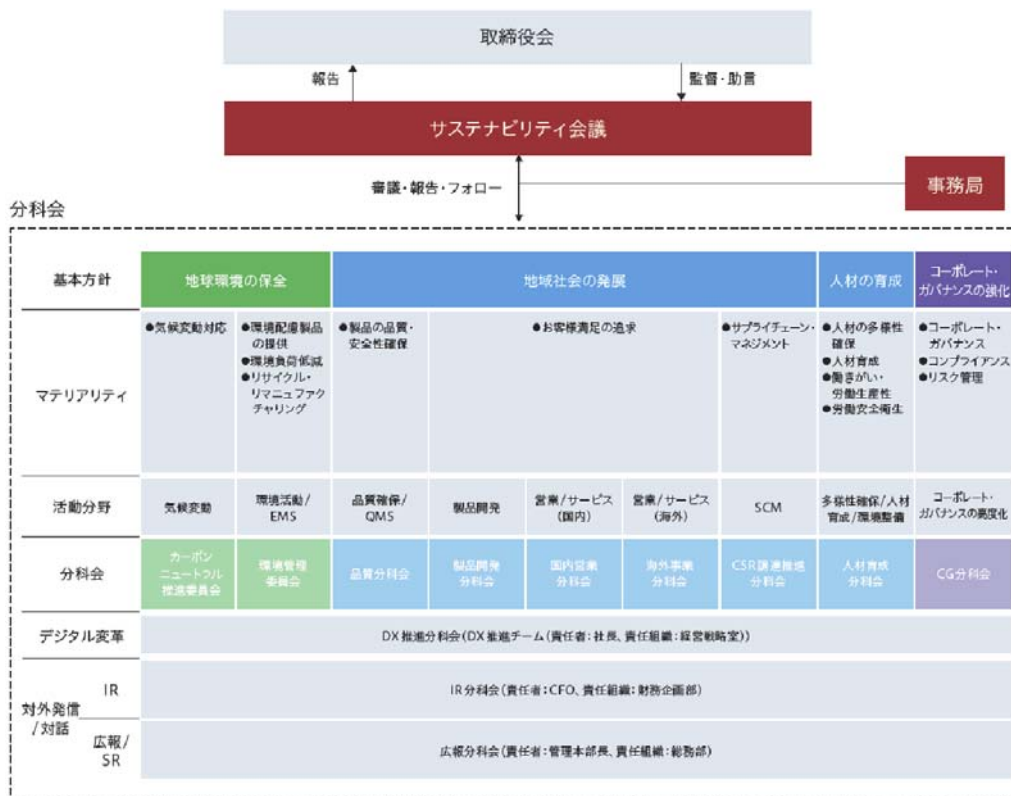 取締役会
報告
監督・助言
サステナビリティ会議
審議・報告・フォロー
事務局
分科会
基本方針
地球環境の保全
地域社会の発展
人材の育成
コーポレート・
ガバナンスの強化
マテリアリティ
●気候変動対応
●環境配慮製品
の提供
●環境負荷低減
●リサイクル・
リマニュファク
チャリング
●製品の品質・
安全性確保
●お客様満足の追求
●サプライチェーン・
マネジメント
●人材の多様性
確保
●人材育成
●働きがい・
労働生産性
●労働安全衛生
●コーポレート・
ガバナンス
●コンプライアンス
●リスク管理
活動分野
気候変動
環境活動/
EMS
品質確保/
QMS
製品開発
営業/サービス
(国内)
営業/サービス
(海外)
SCM
多様性確保/人材
育成/環境整備
コーポレート・
ガバナンスの高度化
分科会
カーボン
ニュートラル
推進委員会
環境管理
委員会
品質分科会
製品開発
分科会
国内営業
分科会
海外事業
分科会
CSR調達推進
分科会
人材育成
分科会
CG分科会
デジタル変革
DX推進分科会(DX推進チーム(責任者:社長、責任組織:経営戦略室))
対外発信
/対話
IR
IR分科会(責任者:CFO、責任組織:財務企画部)
広報/
SR
広報分科会(責任者:管理本部長、責任組織:総務部)